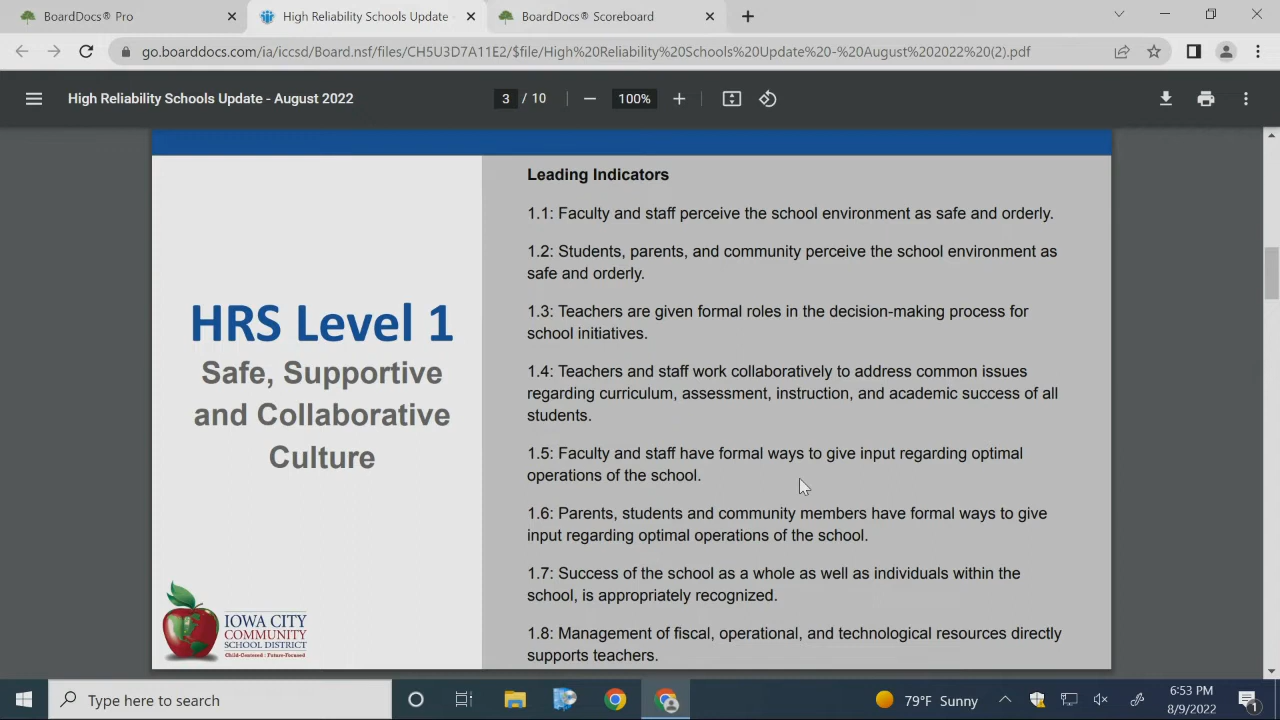 BoardDocs® Pro
High Reliability Schools Update
BoardDocs® Scoreboard
go.boarddocs.com/ia/iccsd/Board.nsf/files/CH5U3D7A11E2/$file/High%20Reliability%20Schools%20Update%20-%20August%202022%20(2).pdf
High Reliability Schools Update - August 2022
3 / 10
100%
HRS Level 1
Safe, Supportive
and Collaborative
Culture
IOWA CITY
COMMUNITY
SCHOOL DISTRICT
Child-Centered : Future-Focused
Leading Indicators
1.1: Faculty and staff perceive the school environment as safe and orderly.
1.2: Students, parents, and community perceive the school environment as
safe and orderly.
1.3: Teachers are given formal roles in the decision-making process for
school initiatives.
1.4: Teachers and staff work collaboratively to address common issues
regarding curriculum, assessment, instruction, and academic success of all
students.
1.5: Faculty and staff have formal ways to give input regarding optimal
operations of the school.
1.6: Parents, students and community members have formal ways to give
input regarding optimal operations of the school.
1.7: Success of the school as a whole as well as individuals within the
school, is appropriately recognized.
1.8: Management of fiscal, operational, and technological resources directly
supports teachers.
Type here to search
79°F Sunny
6:53 PM
8/9/2022
1